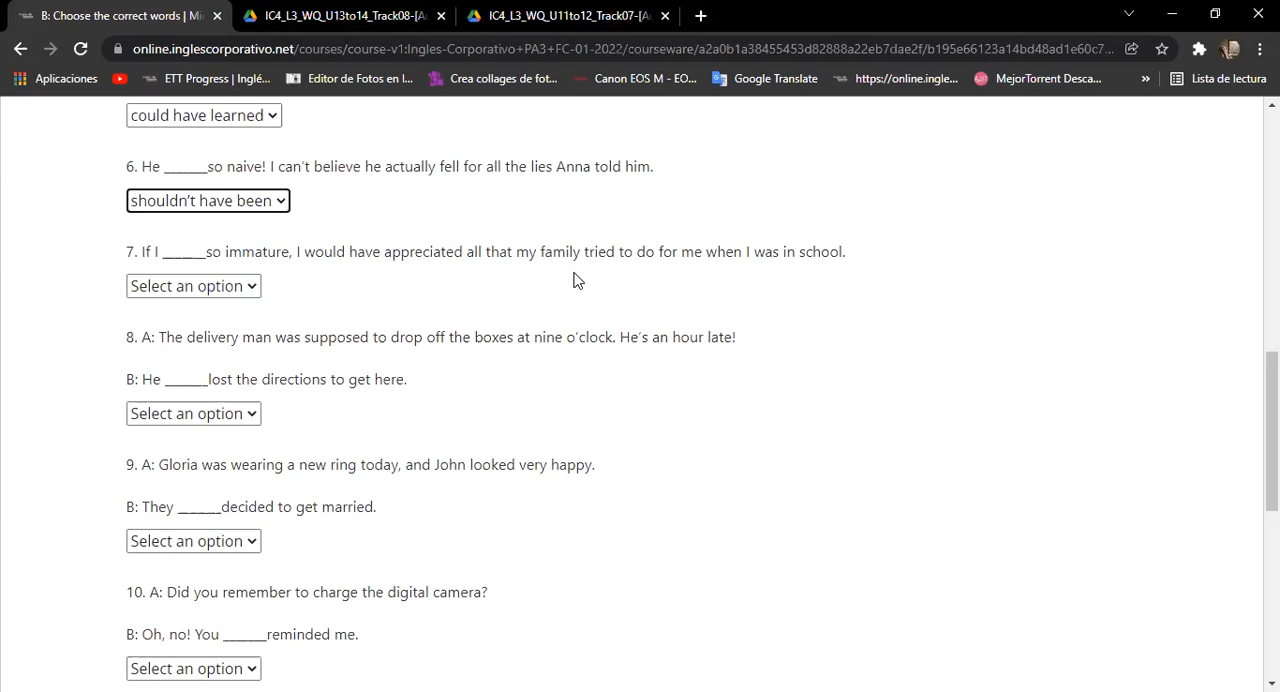 B: Choose the correct words | Mi
IC4_L3_WQ_U13to14_Track08-[A
IC4_L3_WQ_U11to12_Track07-[A
online.inglescorporativo.net/courses/course-v1:Ingles-Corporativo+PA3+FC-01-2022/courseware/a2a0b1a38455453d82888a22eb7dae2f/b195e66123a14bd48ad1e60c7...
Aplicaciones
ETT Progress | Inglé...
Editor de Fotos en l...
Crea collages de fot...
Canon EOS M - EO...
Google Translate
https://online.ingle...
MejorTorrent Desca...
»
Lista de lectura
could have learned
6. He ______so naive! I can't believe he actually fell for all the lies Anna told him.
shouldn't have been
7. If I ______so immature, I would have appreciated all that my family tried to do for me when I was in school.
Select an option
8. A: The delivery man was supposed to drop off the boxes at nine o'clock. He's an hour late!
B: He ______lost the directions to get here.
Select an option
9. A: Gloria was wearing a new ring today, and John looked very happy.
B: They ______decided to get married.
Select an option
10. A: Did you remember to charge the digital camera?
B: Oh, no! You ______reminded me.
Select an option